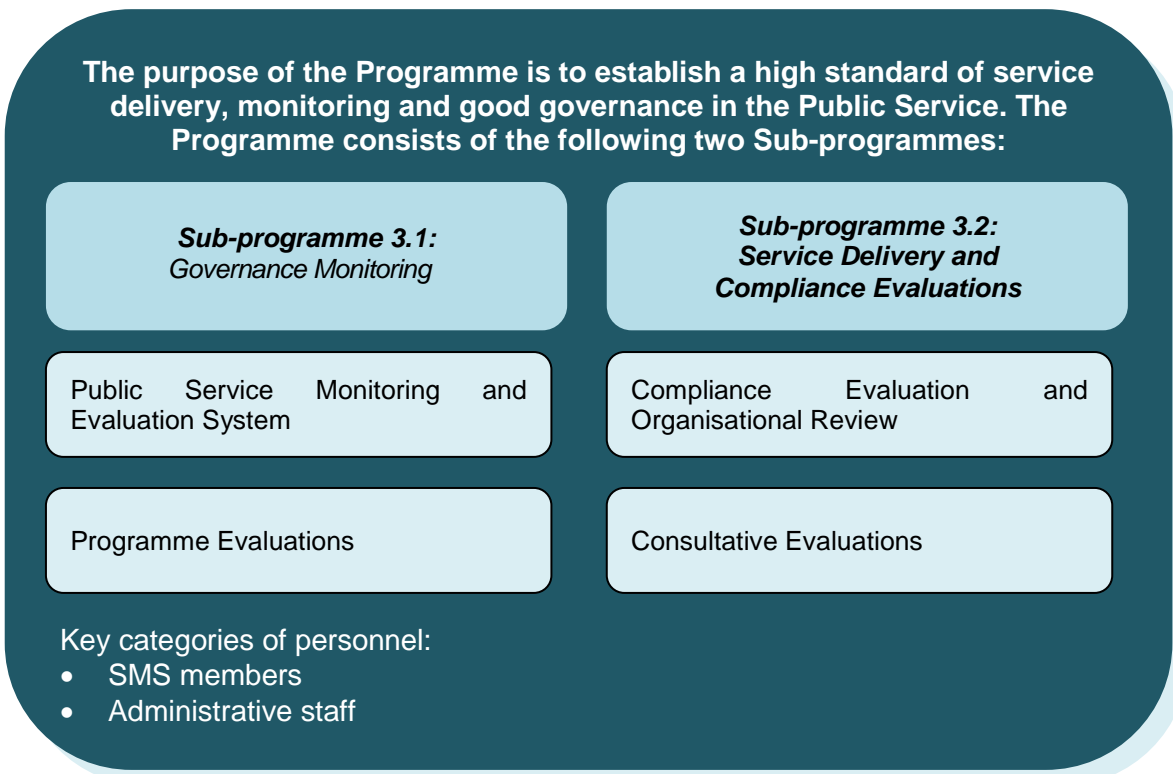 The purpose of the Programme is to establish a high standard of service
delivery, monitoring and good governance in the Public Service. The
Programme consists of the following two Sub-programmes:
Sub-programme 3.1:
Governance Monitoring
Sub-programme 3.2:
Service Delivery and
Compliance Evaluations
Public Service Monitoring and
Evaluation System
Compliance Evaluation and
Organisational Review
Programme Evaluations
Consultative Evaluations
Key categories of personnel:
• SMS members
• Administrative staff